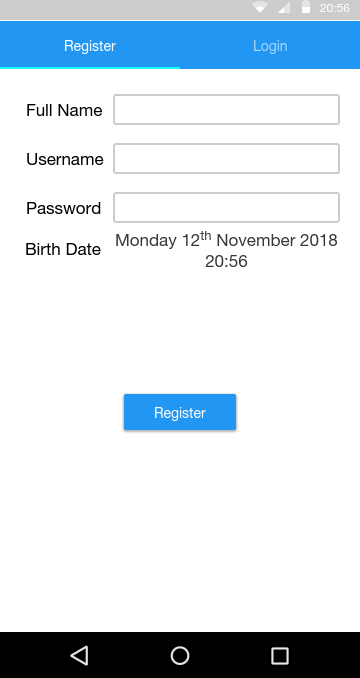 20:56
Register Login
Full Name
Username
Password
Birth Date Monday 12th November 2018
20:56
Register